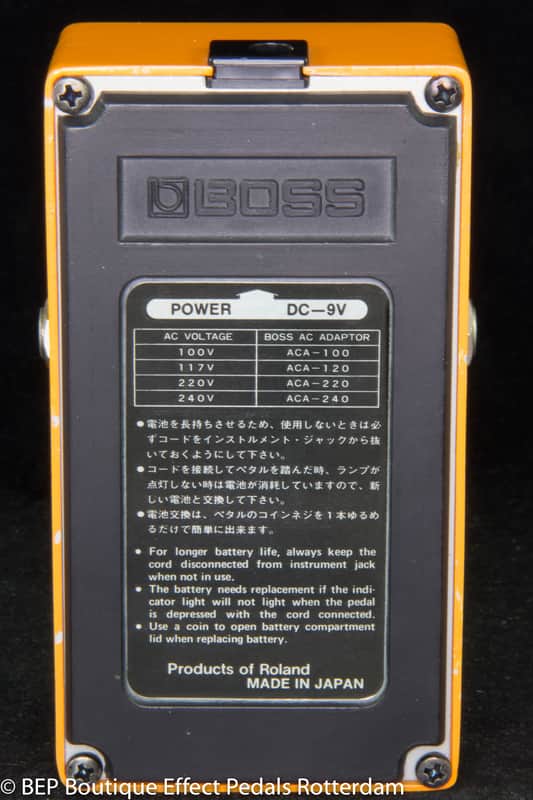 BOSS
POWER DC—9V
AC VOLTAGE BOSS AC ADAPTOR
100V ACA—100
117V ACA—120
220V ACA—220
240V ACA—240
●電池を長持ちさせるため、使用しないときは必
ずコードをインストルメント・ジャックから抜
いておくようにして下さい。
●コードを接続してペタルを踏んだ時、ランプが
点灯しない時は電池が消耗していますので、新
しい電池と交換して下さい。
●電池交換は、ペタルのコインネジを1本ゆるめ
るだけで簡単に出来ます。
● For longer battery life, always keep the
cord disconnected from instrument jack
when not in use.
● The battery needs replacement if the indi-
cator light will not light when the pedal
is depressed with the cord connected.
● Use a coin to open battery compartment
lid when replacing battery.
Products of Roland
MADE IN JAPAN
© BEP Boutique Effect Pedals Rotterdam